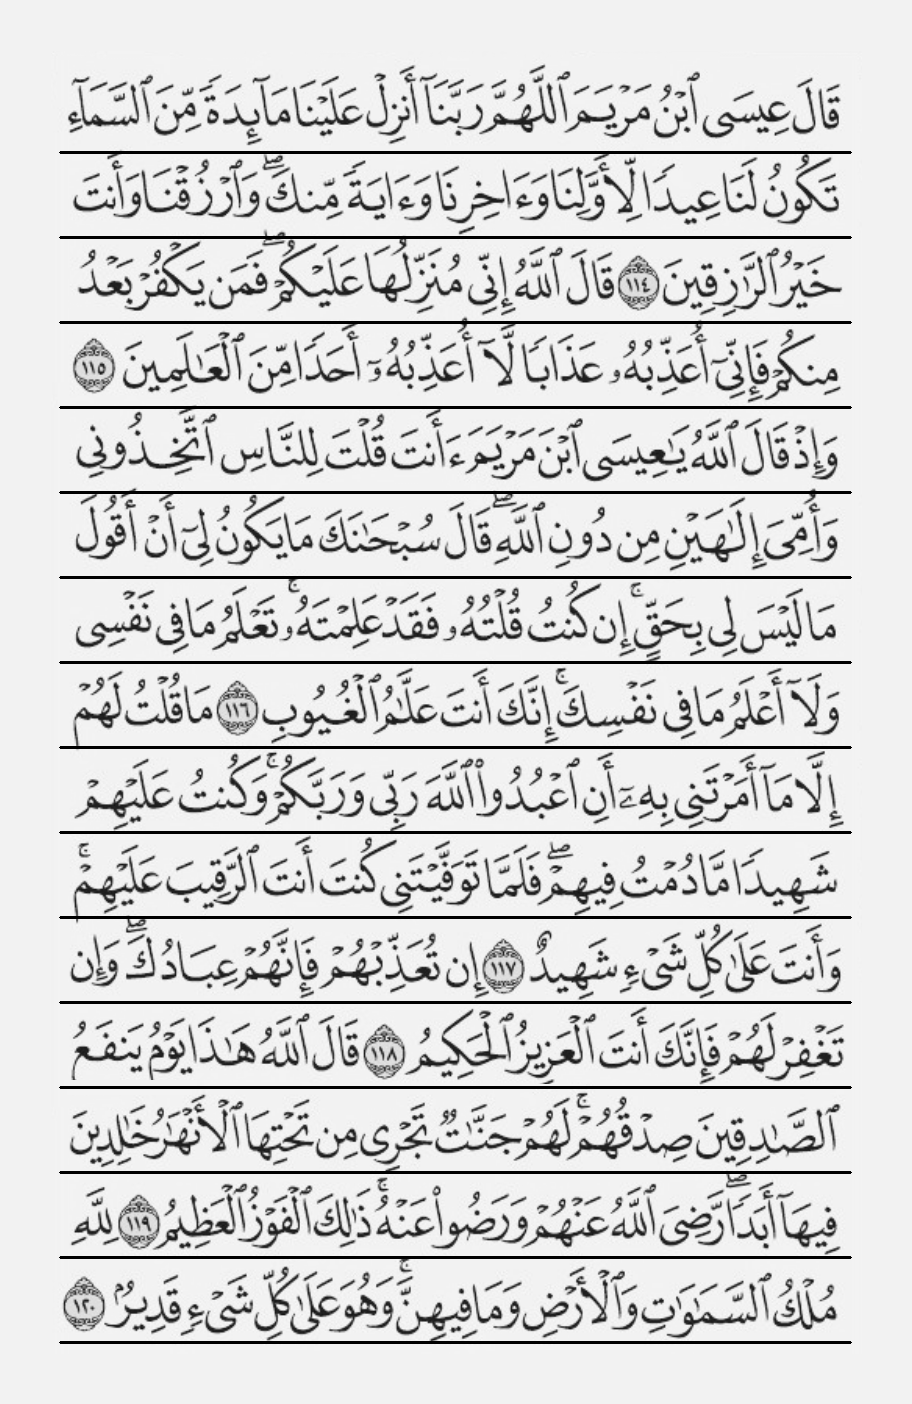 قَالَ عِيسَى ٱبۡنُ مَرۡيَمَ ٱللَّهُمَّ رَبَّنَآ أَنزِلۡ عَلَيۡنَا مَآئِدَةٗ مِّنَ ٱلسَّمَآءِ
تَكُونُ لَنَا عِيدٗا لِّأَوَّلِنَا وَءَاخِرِنَا وَءَايَةٗ مِّنكَۖ وَٱرۡزُقۡنَا وَأَنتَ
خَيۡرُ ٱلرَّٰزِقِينَ ١١٤ قَالَ ٱللَّهُ إِنِّي مُنَزِّلُهَا عَلَيۡكُمۡۖ فَمَن يَكۡفُرۡ بَعۡدُ
مِنكُمۡ فَإِنِّيٓ أُعَذِّبُهُۥ عَذَابٗا لَّآ أُعَذِّبُهُۥٓ أَحَدٗا مِّنَ ٱلۡعَٰلَمِينَ ١١٥
وَإِذۡ قَالَ ٱللَّهُ يَٰعِيسَى ٱبۡنَ مَرۡيَمَ ءَأَنتَ قُلۡتَ لِلنَّاسِ ٱتَّخِذُونِي
وَأُمِّيَ إِلَٰهَيۡنِ مِن دُونِ ٱللَّهِۖ قَالَ سُبۡحَٰنَكَ مَا يَكُونُ لِيٓ أَنۡ أَقُولَ
مَا لَيۡسَ لِي بِحَقٍّۚ إِن كُنتُ قُلۡتُهُۥ فَقَدۡ عَلِمۡتَهُۥۚ تَعۡلَمُ مَا فِي نَفۡسِي
وَلَآ أَعۡلَمُ مَا فِي نَفۡسِكَۚ إِنَّكَ أَنتَ عَلَّٰمُ ٱلۡغُيُوبِ ١١٦ مَا قُلۡتُ لَهُمۡ
إِلَّا مَآ أَمَرۡتَنِي بِهِۦٓ أَنِ ٱعۡبُدُواْ ٱللَّهَ رَبِّي وَرَبَّكُمۡۚ وَكُنتُ عَلَيۡهِمۡ
شَهِيدٗا مَّا دُمۡتُ فِيهِمۡۖ فَلَمَّا تَوَفَّيۡتَنِي كُنتَ أَنتَ ٱلرَّقِيبَ عَلَيۡهِمۡۚ
وَأَنتَ عَلَىٰ كُلِّ شَيۡءٖ شَهِيدٌ ١١٧ إِن تُعَذِّبۡهُمۡ فَإِنَّهُمۡ عِبَادُكَۖ وَإِن
تَغۡفِرۡ لَهُمۡ فَإِنَّكَ أَنتَ ٱلۡعَزِيزُ ٱلۡحَكِيمُ ١١٨ قَالَ ٱللَّهُ هَٰذَا يَوۡمُ يَنفَعُ
ٱلصَّٰدِقِينَ صِدۡقُهُمۡۚ لَهُمۡ جَنَّٰتٞ تَجۡرِي مِن تَحۡتِهَا ٱلۡأَنۡهَٰرُ خَٰلِدِينَ
فِيهَآ أَبَدٗاۖ رَّضِيَ ٱللَّهُ عَنۡهُمۡ وَرَضُواْ عَنۡهُۚ ذَٰلِكَ ٱلۡفَوۡزُ ٱلۡعَظِيمُ ١١٩ لِلَّهِ
مُلۡكُ ٱلسَّمَٰوَٰتِ وَٱلۡأَرۡضِ وَمَا فِيهِنَّۚ وَهُوَ عَلَىٰ كُلِّ شَيۡءٖ قَدِيرُۢ ١٢٠